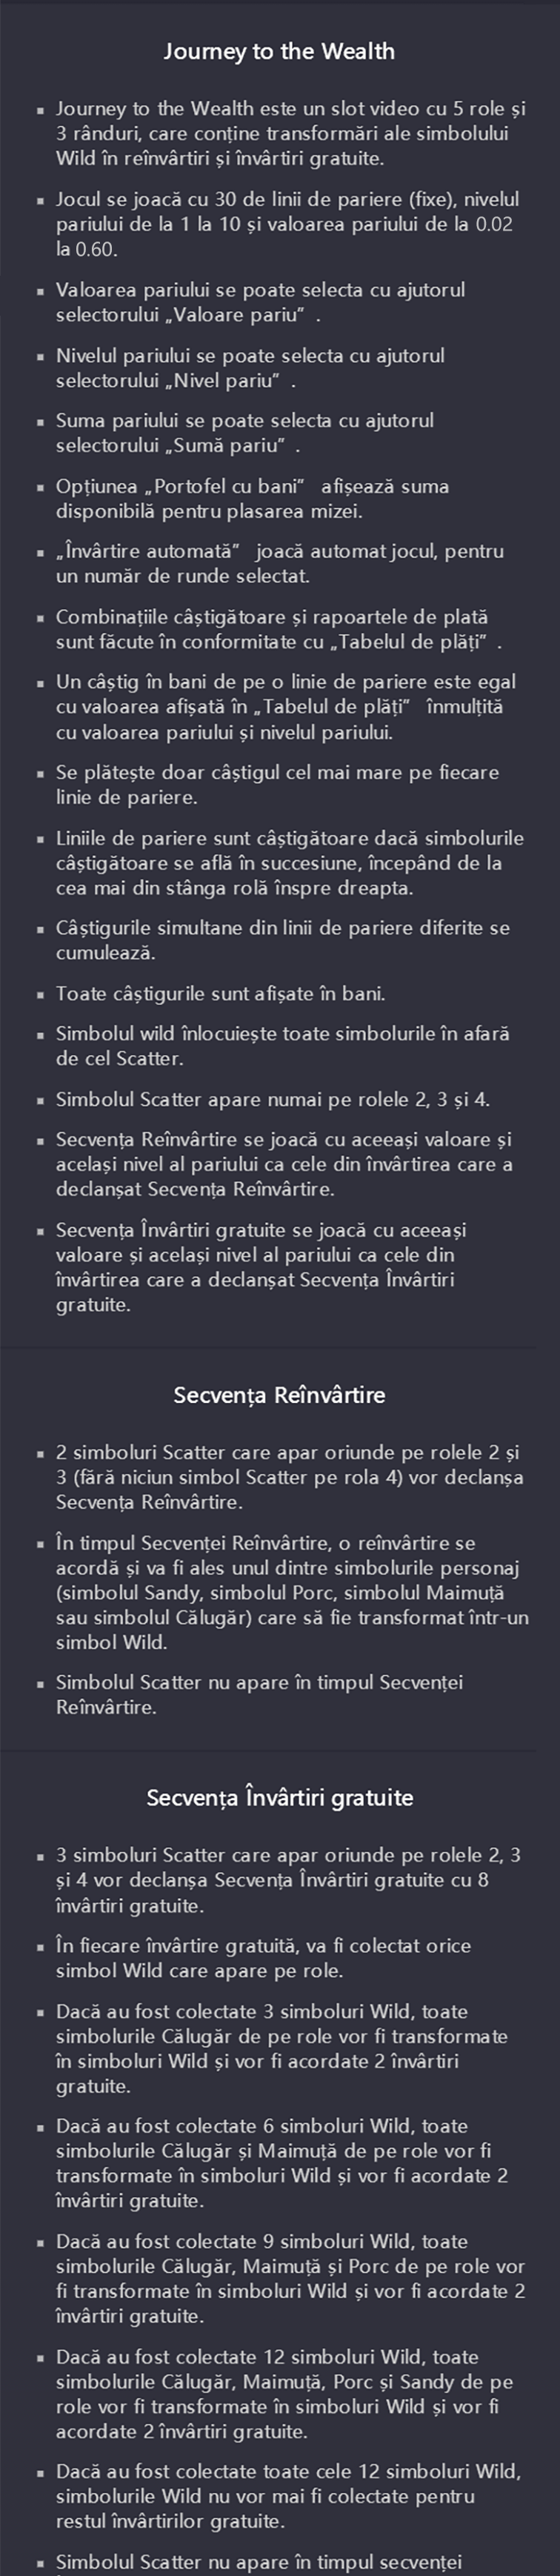 Journey to the Wealth
▪ Journey to the Wealth este un slot video cu 5 role și
3 rânduri, care conține transformări ale simbolului
Wild în reînvârtiri și învârtiri gratuite.
▪ Jocul se joacă cu 30 de linii de pariere (fixe), nivelul
pariului de la 1 la 10 și valoarea pariului de la 0.02
la 0.60.
▪ Valoarea pariului se poate selecta cu ajutorul
selectorului „Valoare pariu” .
▪ Nivelul pariului se poate selecta cu ajutorul
selectorului „Nivel pariu” .
▪ Suma pariului se poate selecta cu ajutorul
selectorului „Sumă pariu” .
▪ Opțiunea „Portofel cu bani” afișează suma
disponibilă pentru plasarea mizei.
▪ „Învârtire automată” joacă automat jocul, pentru
un număr de runde selectat.
▪ Combinațiile câștigătoare și rapoartele de plată
sunt făcute în conformitate cu „Tabelul de plăți” .
▪ Un câștig în bani de pe o linie de pariere este egal
cu valoarea afișată în „Tabelul de plăți” înmulțită
cu valoarea pariului și nivelul pariului.
▪ Se plătește doar câștigul cel mai mare pe fiecare
linie de pariere.
▪ Liniile de pariere sunt câștigătoare dacă simbolurile
câștigătoare se află în succesiune, începând de la
cea mai din stânga rolă înspre dreapta.
▪ Câștigurile simultane din linii de pariere diferite se
cumulează.
▪ Toate câștigurile sunt afișate în bani.
▪ Simbolul wild înlocuiește toate simbolurile în afară
de cel Scatter.
▪ Simbolul Scatter apare numai pe rolele 2, 3 și 4.
▪ Secvența Reînvârtire se joacă cu aceeași valoare și
același nivel al pariului ca cele din învârtirea care a
declanșat Secvența Reînvârtire.
▪ Secvența Învârtiri gratuite se joacă cu aceeași
valoare și același nivel al pariului ca cele din
învârtirea care a declanșat Secvența Învârtiri
gratuite.
Secvența Reînvârtire
▪ 2 simboluri Scatter care apar oriunde pe rolele 2 și
3 (fără niciun simbol Scatter pe rola 4) vor declanșa
Secvența Reînvârtire.
▪ În timpul Secvenței Reînvârtire, o reînvârtire se
acordă și va fi ales unul dintre simbolurile personaj
(simbolul Sandy, simbolul Porc, simbolul Maimuță
sau simbolul Călugăr) care să fie transformat într-un
simbol Wild.
▪ Simbolul Scatter nu apare în timpul Secvenței
Reînvârtire.
Secvența Învârtiri gratuite
▪ 3 simboluri Scatter care apar oriunde pe rolele 2, 3
și 4 vor declanșa Secvența Învârtiri gratuite cu 8
învârtiri gratuite.
▪ În fiecare învârtire gratuită, va fi colectat orice
simbol Wild care apare pe role.
▪ Dacă au fost colectate 3 simboluri Wild, toate
simbolurile Călugăr de pe role vor fi transformate
în simboluri Wild și vor fi acordate 2 învârtiri
gratuite.
▪ Dacă au fost colectate 6 simboluri Wild, toate
simbolurile Călugăr și Maimuță de pe role vor fi
transformate în simboluri Wild și vor fi acordate 2
învârtiri gratuite.
▪ Dacă au fost colectate 9 simboluri Wild, toate
simbolurile Călugăr, Maimuță și Porc de pe role vor
fi transformate în simboluri Wild și vor fi acordate 2
învârtiri gratuite.
▪ Dacă au fost colectate 12 simboluri Wild, toate
simbolurile Călugăr, Maimuță, Porc și Sandy de pe
role vor fi transformate în simboluri Wild și vor fi
acordate 2 învârtiri gratuite.
▪ Dacă au fost colectate toate cele 12 simboluri Wild,
simbolurile Wild nu vor mai fi colectate pentru
restul învârtirilor gratuite.
▪ Simbolul Scatter nu apare în timpul secvenței